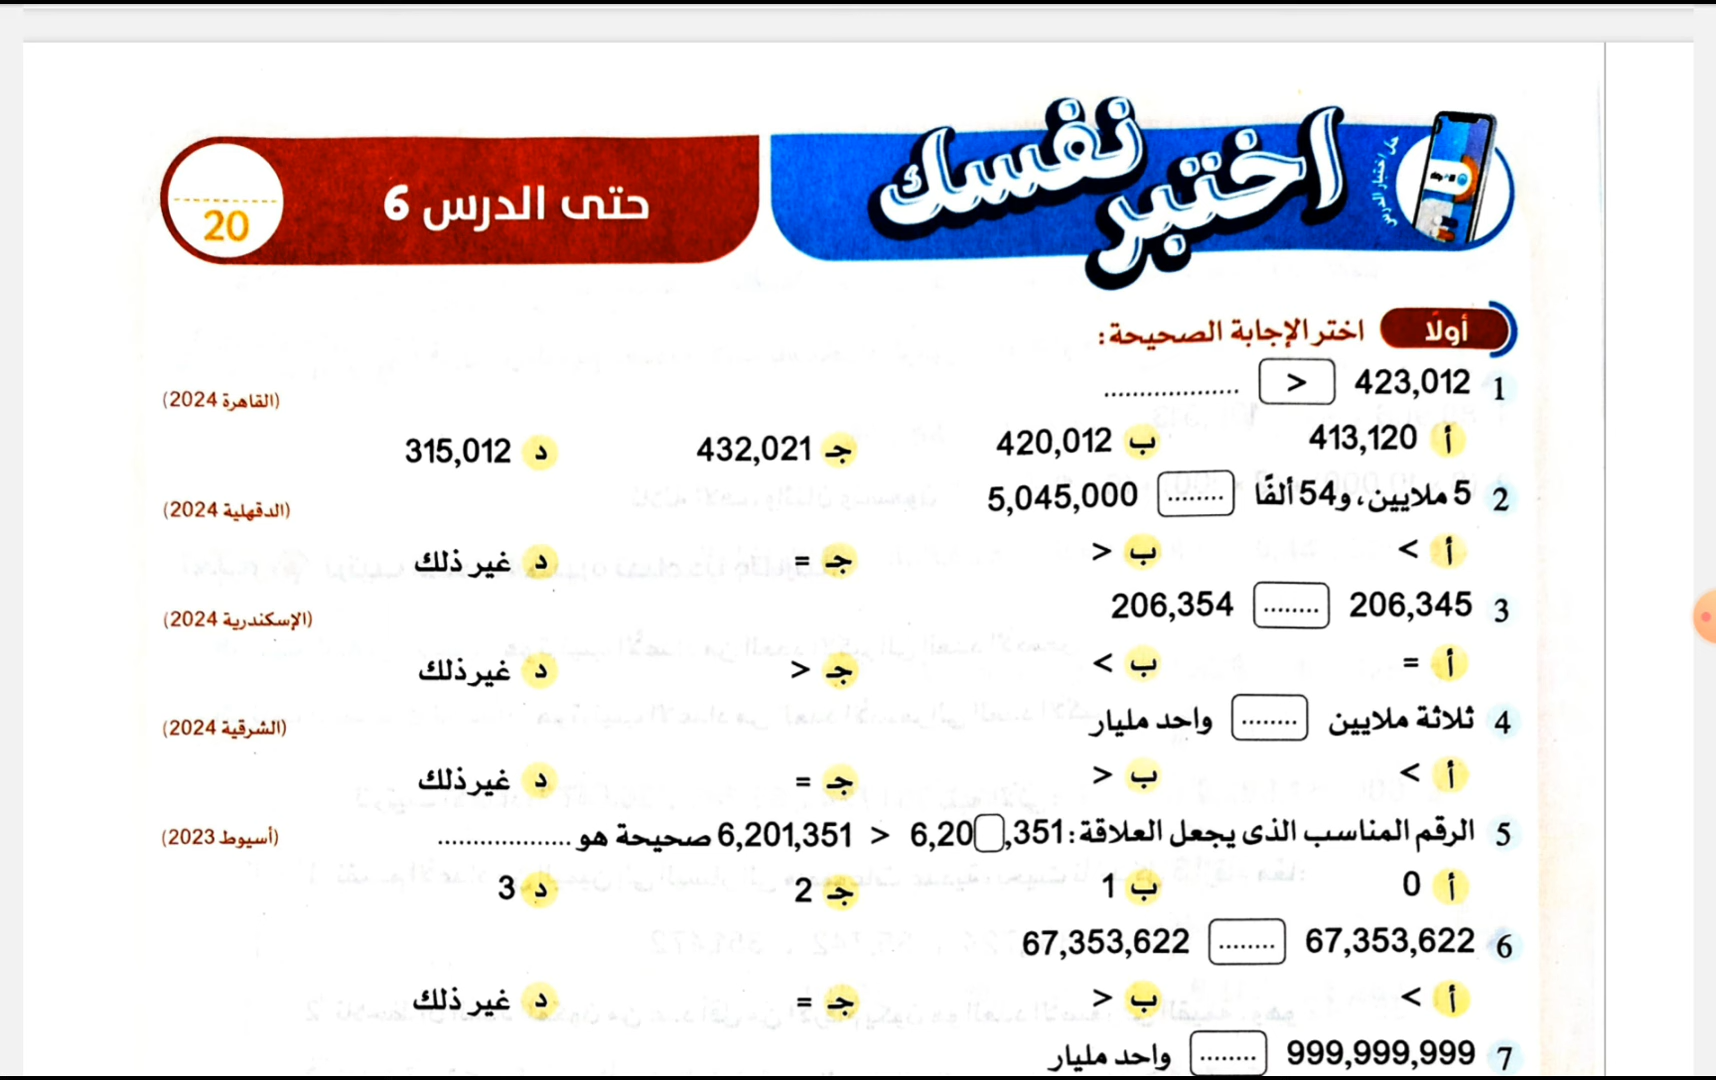 اختبر نفسك
حل اختبار الدرس
حتى الدرس 6
20
أولًا اختر الإجابة الصحيحة:
1 423,012 > ................... (القاهرة 2024)
أ 413,120 ب 420,012 جـ 432,021 د 315,012
2 5 ملايين، و54 ألفًا ........ 5,045,000 (الدقهلية 2024)
أ < ب > جـ = د غير ذلك
3 206,345 ........ 206,354 (الإسكندرية 2024)
أ = ب < جـ > د غير ذلك
4 ثلاثة ملايين ........ واحد مليار (الشرقية 2024)
أ < ب > جـ = د غير ذلك
5 الرقم المناسب الذى يجعل العلاقة: 6,201,351 > 6,20□,351 صحيحة هو ................... (أسيوط 2023)
أ 0 ب 1 جـ 2 د 3
6 67,353,622 ........ 67,353,622
أ < ب > جـ = د غير ذلك
7 999,999,999 ........ واحد مليار